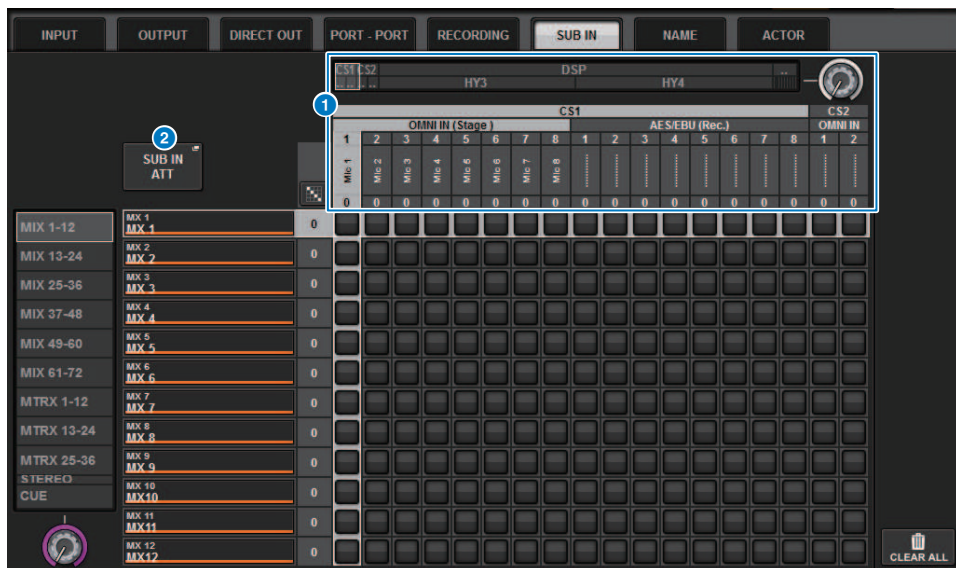 INPUT OUTPUT DIRECT OUT PORT - PORT RECORDING SUB IN NAME ACTOR
CS1 CS2 DSP
HY3 HY4
1
CS1 CS2
OMNI IN (Stage ) AES/EBU (Rec.) OMNI IN
1 2 3 4 5 6 7 8 1 2 3 4 5 6 7 8 1 2
Mic 1 Mic 2 Mic 3 Mic 4 Mic 5 Mic 6 Mic 7 Mic 8
0 0 0 0 0 0 0 0 0 0 0 0 0 0 0 0 0 0
2
SUB IN
ATT
MIX 1-12
MIX 13-24
MIX 25-36
MIX 37-48
MIX 49-60
MIX 61-72
MTRX 1-12
MTRX 13-24
MTRX 25-36
STEREO
CUE
MX 1
MX 1 0
MX 2
MX 2 0
MX 3
MX 3 0
MX 4
MX 4 0
MX 5
MX 5 0
MX 6
MX 6 0
MX 7
MX 7 0
MX 8
MX 8 0
MX 9
MX 9 0
MX 10
MX10 0
MX 11
MX11 0
MX 12
MX12 0
CLEAR ALL